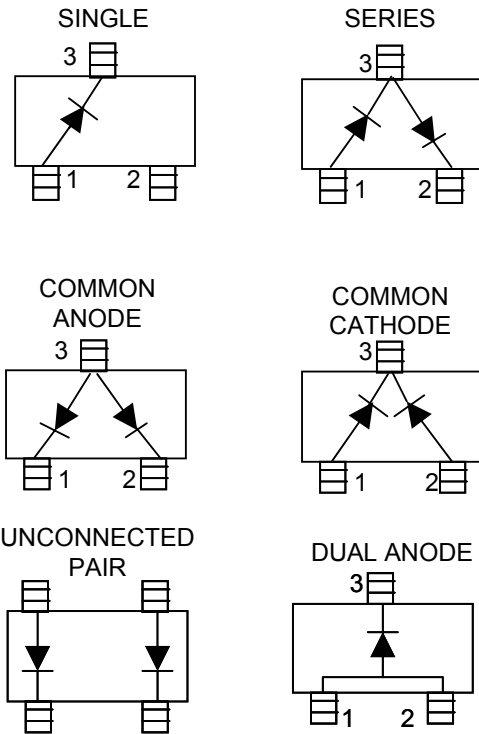 SINGLE
3
1 2
SERIES
3
1 2
COMMON
ANODE
3
1 2
COMMON
CATHODE
3
1 2
UNCONNECTED
PAIR
DUAL ANODE
3
1 2